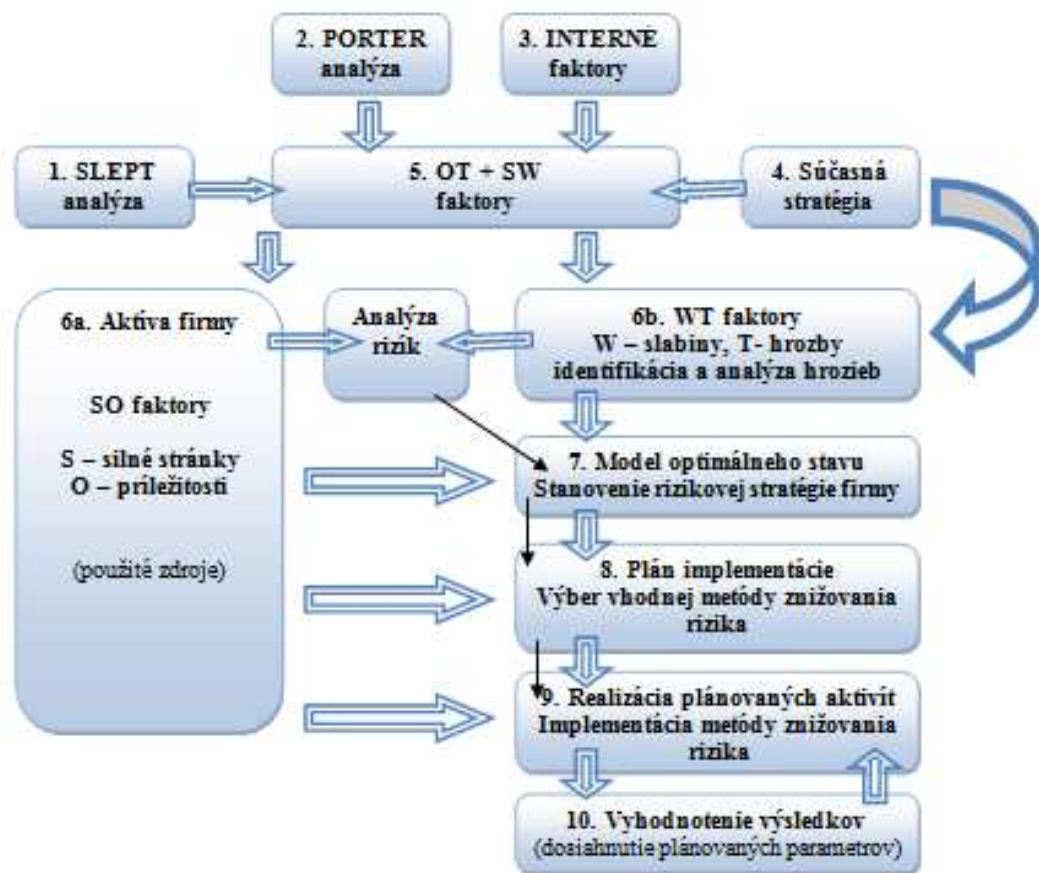 2. PORTER
analýza
3. INTERNÉ
faktory
1. SLEPT
analýza
5. OT + SW
faktory
4. Súčasná
stratégia
6a. Aktíva firmy
SO faktory
S – silné stránky
O – príležitosti
(použité zdroje)
Analýza
rizík
6b. WT faktory
W – slabiny, T- hrozby
identifikácia a analýza hrozieb
7. Model optimálneho stavu
Stanovenie rizikovej stratégie firmy
8. Plán implementácie
Výber vhodnej metódy znižovania
rizika
9. Realizácia plánovaných aktivít
Implementácia metódy znižovania
rizika
10. Vyhodnotenie výsledkov
(dosiahnutie plánovaných parametrov)